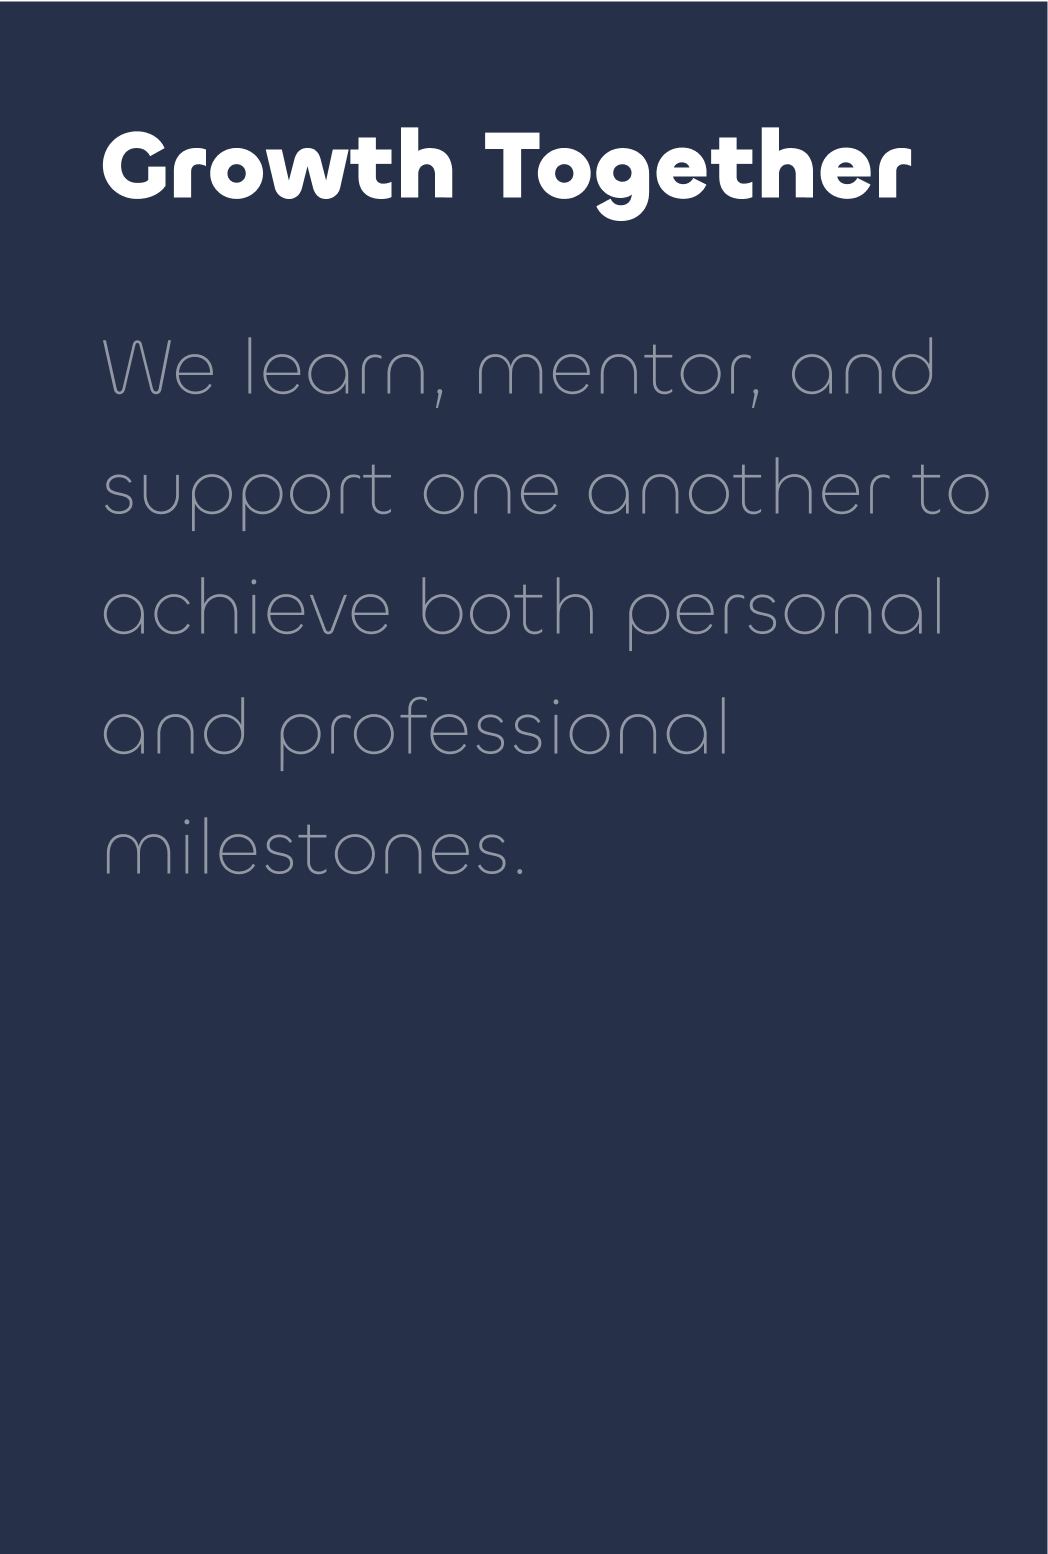 Growth Together
We learn, mentor, and
support one another to
achieve both personal
and professional
milestones.